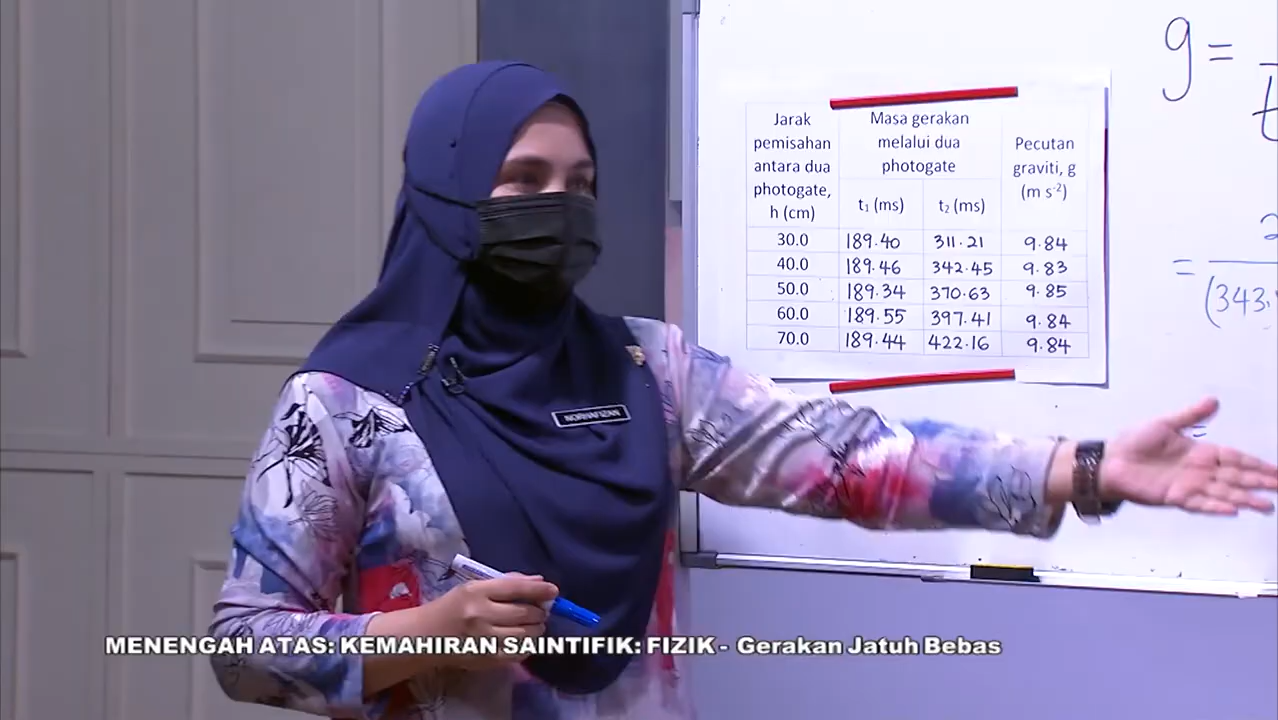 Jarak
pemisahan
antara dua
photogate,
h (cm)
Masa gerakan
melalui dua
photogate
t₁ (ms)
t₂ (ms)
Pecutan
graviti, g
(m s⁻²)
30.0 189.40 311.21 9.84
40.0 189.46 342.45 9.83
50.0 189.34 370.63 9.85
60.0 189.55 397.41 9.84
70.0 189.44 422.16 9.84
g =
t
2
=
(343.
=
NORHAFIZAN
MENENGAH ATAS: KEMAHIRAN SAINTIFIK: FIZIK - Gerakan Jatuh Bebas